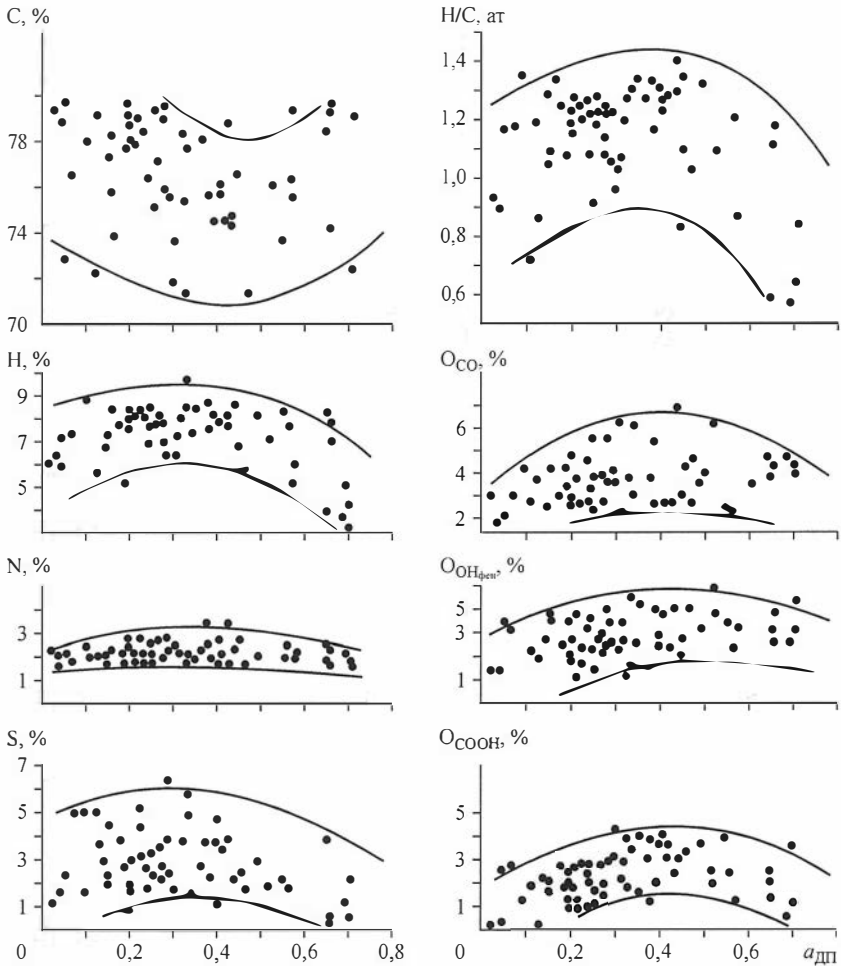 C, %
78
74
70
H/C, ат
1,4
1,2
1,0
0,8
0,6
H, %
9
7
5
O_CO, %
6
4
2
N, %
3
1
O_OHфен, %
5
3
1
S, %
7
5
3
1
0 0,2 0,4 0,6 0,8
O_COOH, %
5
3
1
0 0,2 0,4 0,6 a_ДП